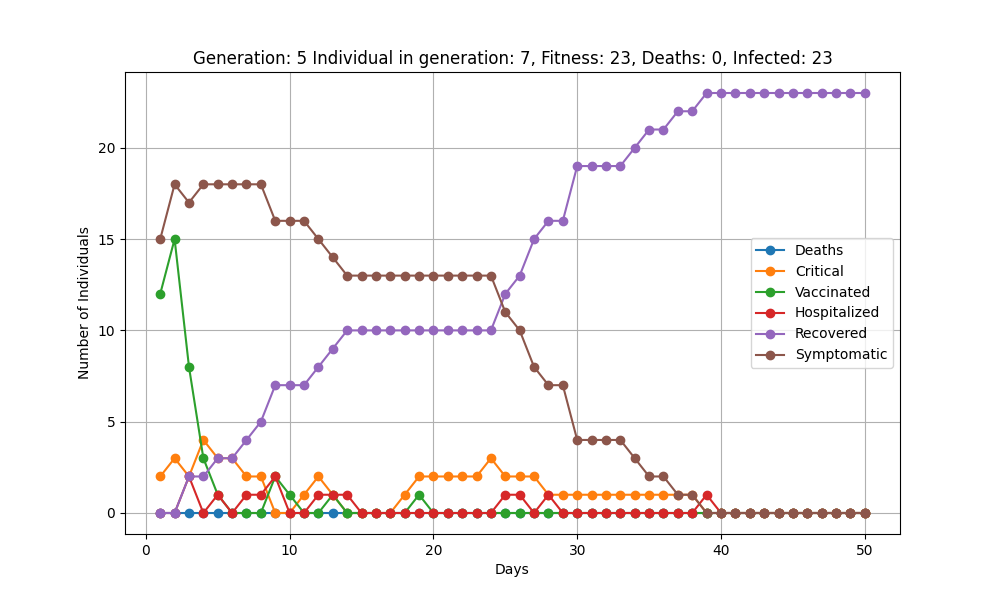 Generation: 5 Individual in generation: 7, Fitness: 23, Deaths: 0, Infected: 23
Number of Individuals
20
15
10
5
0
Deaths
Critical
Vaccinated
Hospitalized
Recovered
Symptomatic
0 10 20 30 40 50
Days